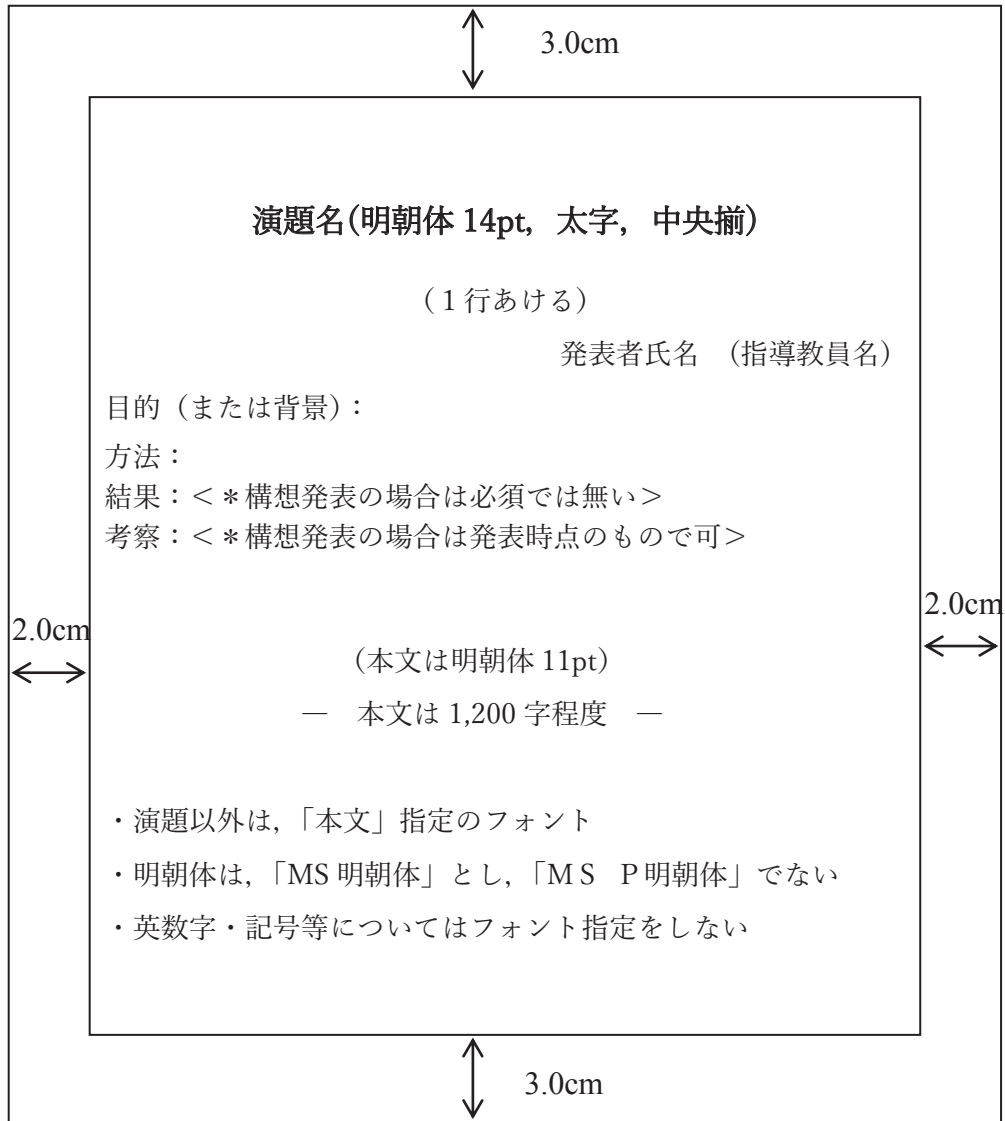 3.0cm
演題名(明朝体 14pt, 太字, 中央揃)
(１行あける)
発表者氏名　(指導教員名)
目的（または背景）：
方法：
結果：＜＊構想発表の場合は必須では無い＞
考察：＜＊構想発表の場合は発表時点のもので可＞
2.0cm
2.0cm
(本文は明朝体 11pt)
―　本文は 1,200 字程度　―
・演題以外は,「本文」指定のフォント
・明朝体は,「MS 明朝体」とし,「ＭＳ　Ｐ明朝体」でない
・英数字・記号等についてはフォント指定をしない
3.0cm